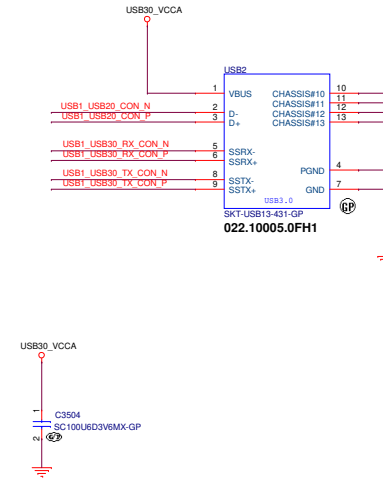 USB30_VCCA
USB2
1 VBUS CHASSIS#10 10
CHASSIS#11 11
USB1_USB20_CON_N 2 D- CHASSIS#12 12
USB1_USB20_CON_P 3 D+ CHASSIS#13 13
USB1_USB30_RX_CON_N 5 SSRX-
USB1_USB30_RX_CON_P 6 SSRX+
PGND 4
USB1_USB30_TX_CON_N 8 SSTX-
USB1_USB30_TX_CON_P 9 SSTX+ GND 7
USB3.0
GP
SKT-USB13-431-GP
022.10005.0FH1
USB30_VCCA
1
C3504
SC100U6D3V6MX-GP
2
GP